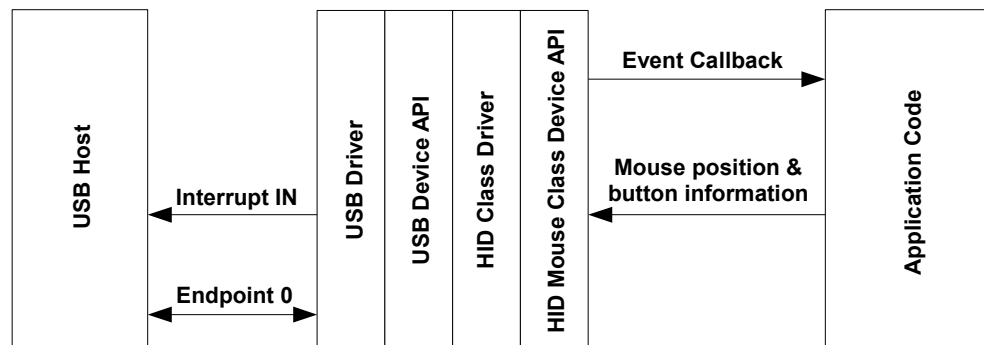 USB Host
Interrupt IN
Endpoint 0
USB Driver
USB Device API
HID Class Driver
HID Mouse Class Device API
Event Callback
Mouse position &
button information
Application Code